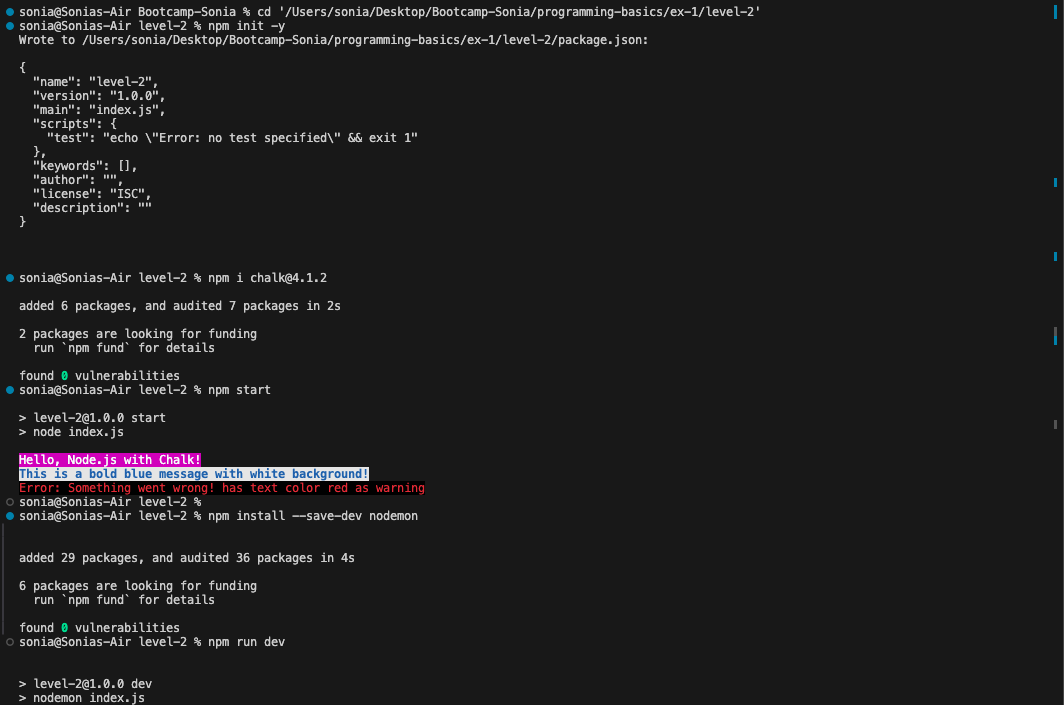 sonia@Sonias-Air Bootcamp-Sonia % cd '/Users/sonia/Desktop/Bootcamp-Sonia/programming-basics/ex-1/level-2'
sonia@Sonias-Air level-2 % npm init -y
Wrote to /Users/sonia/Desktop/Bootcamp-Sonia/programming-basics/ex-1/level-2/package.json:

{
  "name": "level-2",
  "version": "1.0.0",
  "main": "index.js",
  "scripts": {
    "test": "echo \"Error: no test specified\" && exit 1"
  },
  "keywords": [],
  "author": "",
  "license": "ISC",
  "description": ""
}

sonia@Sonias-Air level-2 % npm i chalk@4.1.2

added 6 packages, and audited 7 packages in 2s

2 packages are looking for funding
  run `npm fund` for details

found 0 vulnerabilities
sonia@Sonias-Air level-2 % npm start

> level-2@1.0.0 start
> node index.js

Hello, Node.js with Chalk!
This is a bold blue message with white background!
Error: Something went wrong! has text color red as warning
sonia@Sonias-Air level-2 %
sonia@Sonias-Air level-2 % npm install --save-dev nodemon

added 29 packages, and audited 36 packages in 4s

6 packages are looking for funding
  run `npm fund` for details

found 0 vulnerabilities
sonia@Sonias-Air level-2 % npm run dev

> level-2@1.0.0 dev
> nodemon index.js